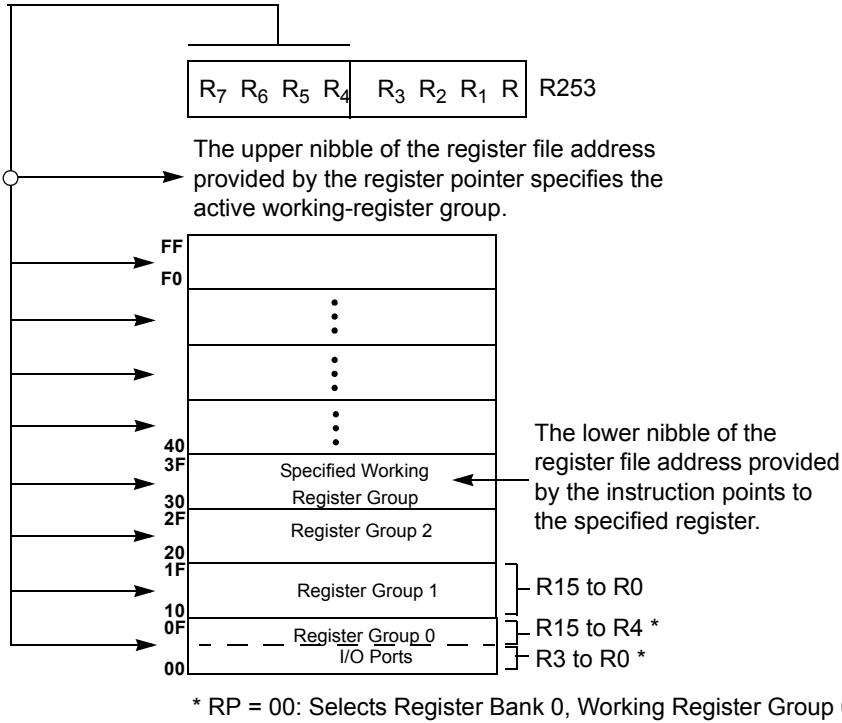 R7 R6 R5 R4 R3 R2 R1 R R253
The upper nibble of the register file address
provided by the register pointer specifies the
active working-register group.
FF
F0
40
3F
Specified Working
Register Group
30
The lower nibble of the
register file address provided
by the instruction points to
the specified register.
2F
Register Group 2
20
1F
Register Group 1
10
R15 to R0
0F
Register Group 0
R15 to R4 *
I/O Ports
00
R3 to R0 *
* RP = 00: Selects Register Bank 0, Working Register Group